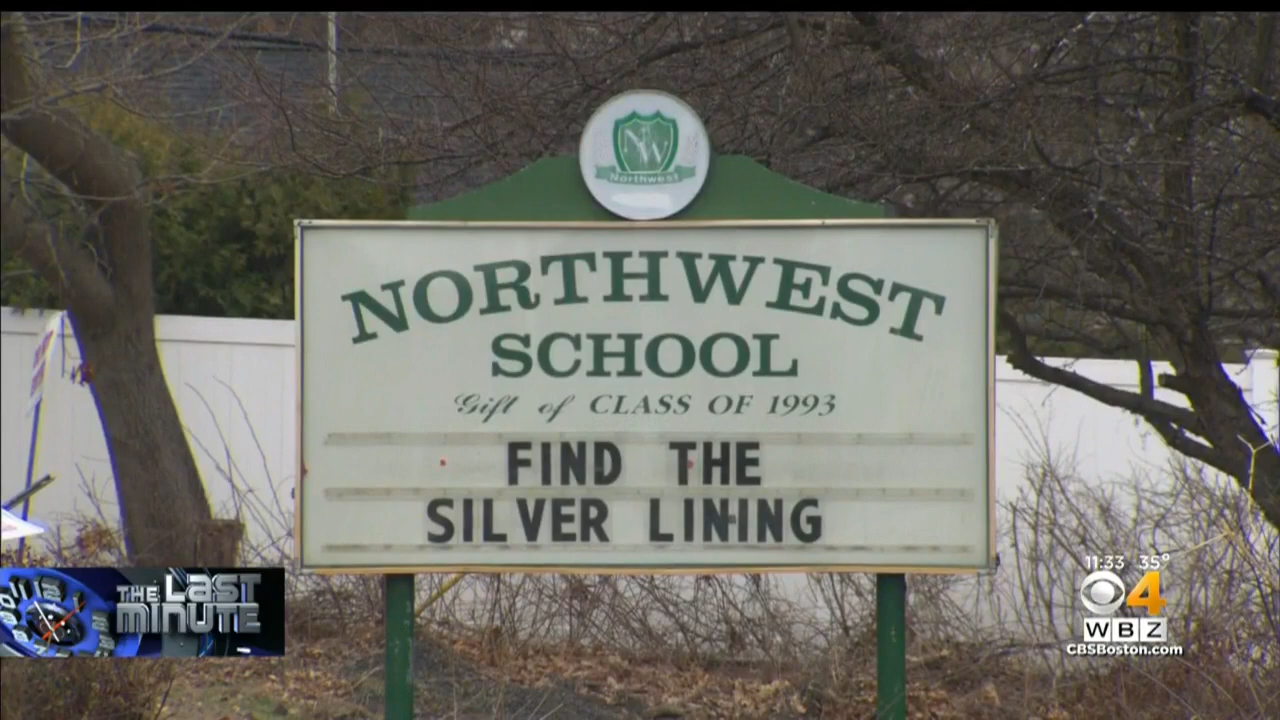 NW
Northwest
NORTHWEST
SCHOOL
Gift of CLASS OF 1993
FIND THE
SILVER LINING
THE LAST
MINUTE
11:33 35°
4
WBZ
CBSBoston.com